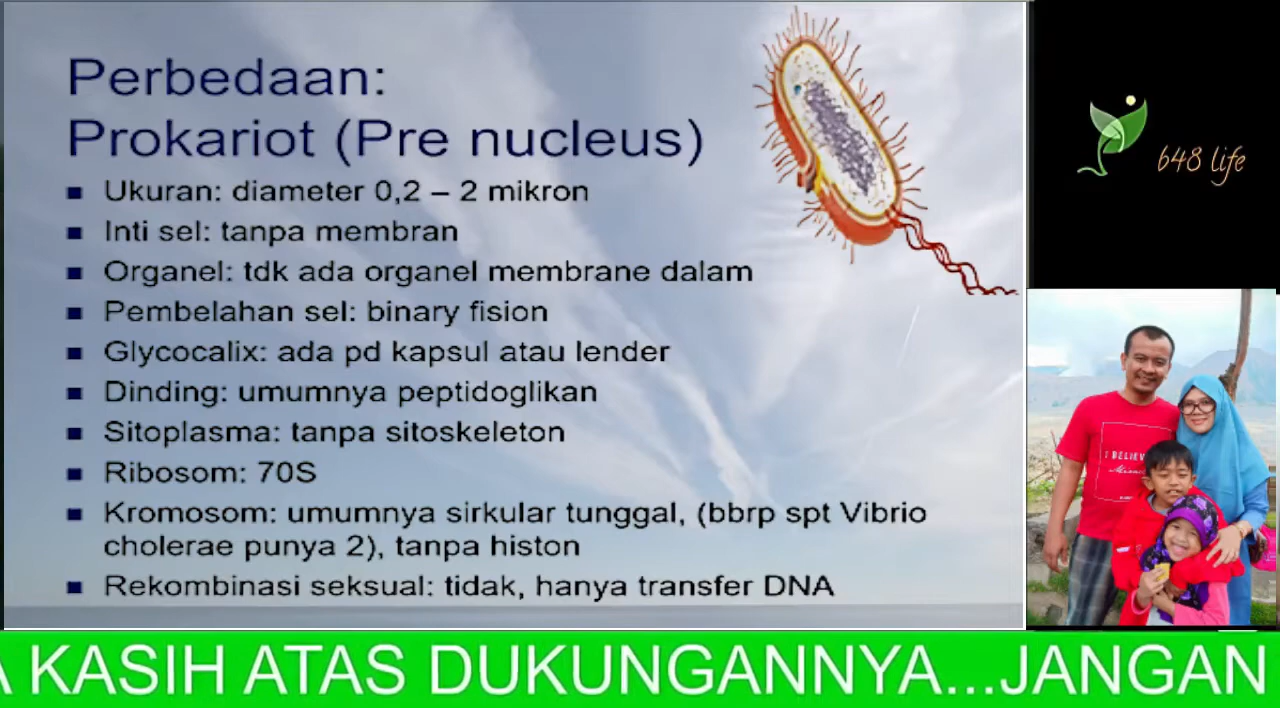 Perbedaan:
Prokariot (Pre nucleus)
Ukuran: diameter 0,2 – 2 mikron
Inti sel: tanpa membran
Organel: tdk ada organel membrane dalam
Pembelahan sel: binary fision
Glycocalix: ada pd kapsul atau lender
Dinding: umumnya peptidoglikan
Sitoplasma: tanpa sitoskeleton
Ribosom: 70S
Kromosom: umumnya sirkular tunggal, (bbrp spt Vibrio
cholerae punya 2), tanpa histon
Rekombinasi seksual: tidak, hanya transfer DNA
648 life
I BELIEV
A KASIH ATAS DUKUNGANNYA...JANGAN